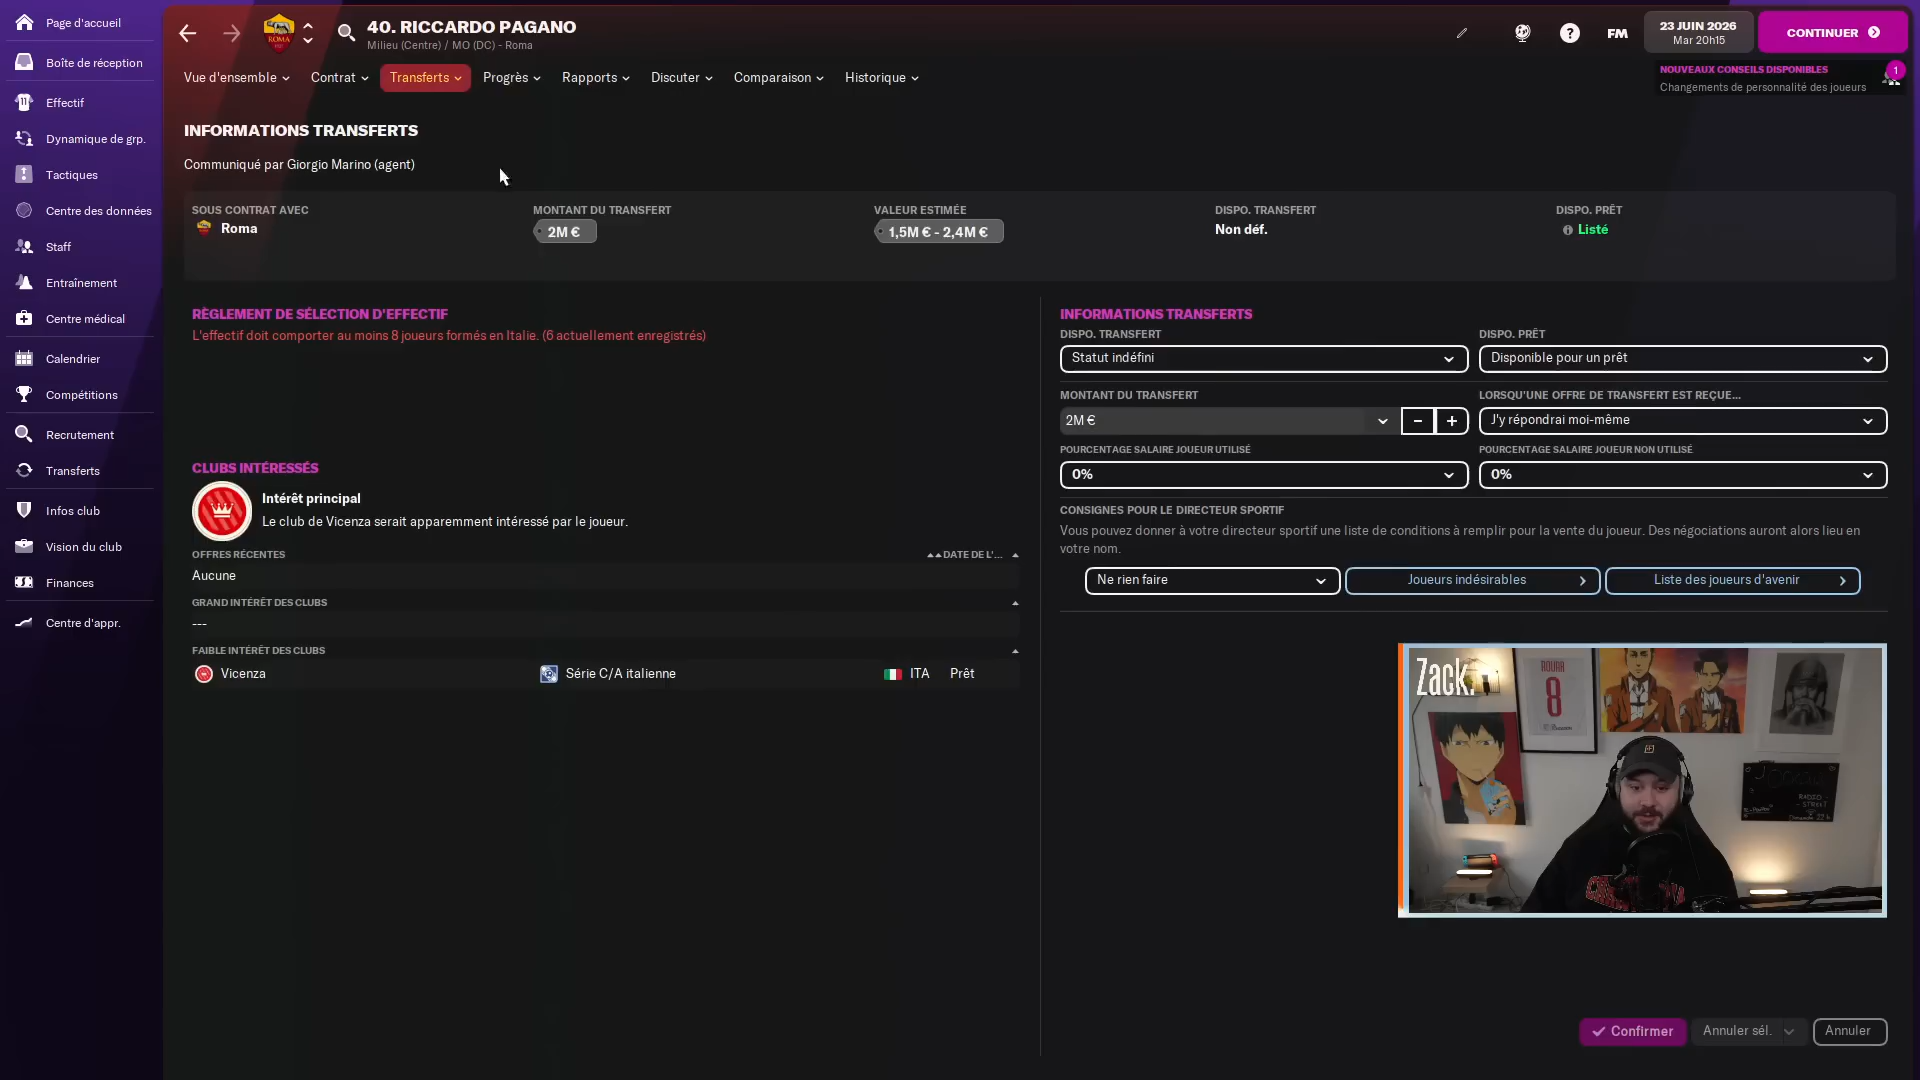 Page d'accueil
Boîte de réception
Effectif
Dynamique de grp.
Tactiques
Centre des données
Staff
Entraînement
Centre médical
Calendrier
Compétitions
Recrutement
Transferts
Infos club
Vision du club
Finances
Centre d'appr.
40. RICCARDO PAGANO
Milieu (Centre) / MO (DC) - Roma
FM
23 JUIN 2026
Mar 20h15
CONTINUER
Vue d'ensemble
Contrat
Transferts
Progrès
Rapports
Discuter
Comparaison
Historique
NOUVEAUX CONSEILS DISPONIBLES
1
Changements de personnalité des joueurs
INFORMATIONS TRANSFERTS
Communiqué par Giorgio Marino (agent)
SOUS CONTRAT AVEC
Roma
MONTANT DU TRANSFERT
2M €
VALEUR ESTIMÉE
1,5M € - 2,4M €
DISPO. TRANSFERT
Non déf.
DISPO. PRÊT
Listé
RÈGLEMENT DE SÉLECTION D'EFFECTIF
L'effectif doit comporter au moins 8 joueurs formés en Italie. (6 actuellement enregistrés)
CLUBS INTÉRESSÉS
Intérêt principal
Le club de Vicenza serait apparemment intéressé par le joueur.
OFFRES RÉCENTES
DATE DE L'...
Aucune
GRAND INTÉRÊT DES CLUBS
---
FAIBLE INTÉRÊT DES CLUBS
Vicenza
Série C/A italienne
ITA
Prêt
INFORMATIONS TRANSFERTS
DISPO. TRANSFERT
DISPO. PRÊT
Statut indéfini
Disponible pour un prêt
MONTANT DU TRANSFERT
LORSQU'UNE OFFRE DE TRANSFERT EST REÇUE...
2M €
J'y répondrai moi-même
POURCENTAGE SALAIRE JOUEUR UTILISÉ
POURCENTAGE SALAIRE JOUEUR NON UTILISÉ
0%
0%
CONSIGNES POUR LE DIRECTEUR SPORTIF
Vous pouvez donner à votre directeur sportif une liste de conditions à remplir pour la vente du joueur. Des négociations auront alors lieu en
votre nom.
Ne rien faire
Joueurs indésirables
Liste des joueurs d'avenir
Zack.
8
RADIO -
STREET
Confirmer
Annuler sél.
Annuler